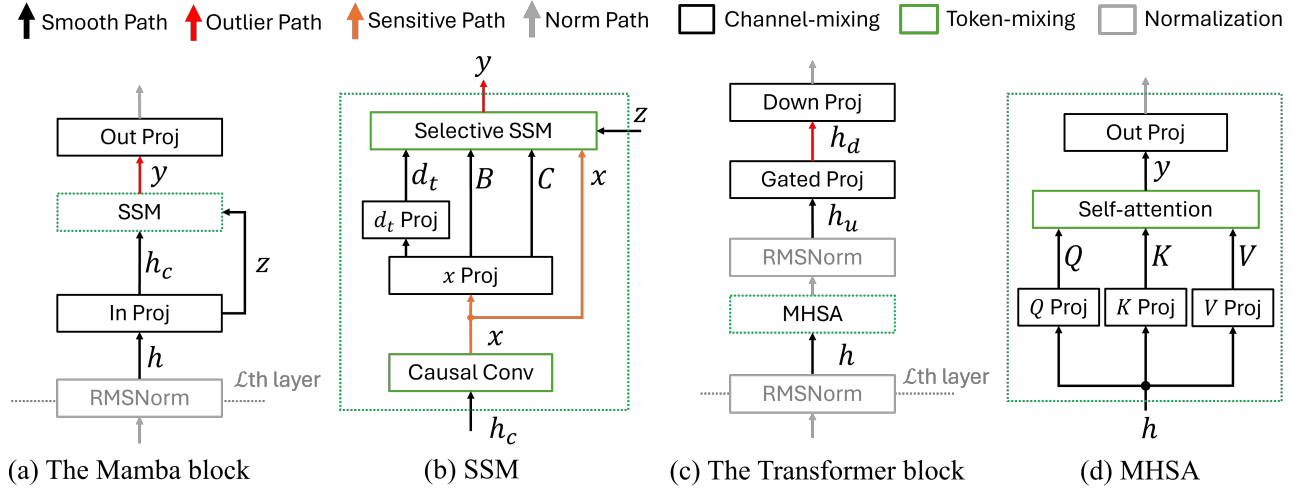 Smooth Path
Outlier Path
Sensitive Path
Norm Path
Channel-mixing
Token-mixing
Normalization
Out Proj
y
SSM
h_c
z
In Proj
h
ℒth layer
RMSNorm
(a) The Mamba block
y
Selective SSM
z
d_t
B
C
x
d_t Proj
x Proj
x
Causal Conv
h_c
(b) SSM
Down Proj
h_d
Gated Proj
h_u
RMSNorm
MHSA
h
ℒth layer
RMSNorm
(c) The Transformer block
Out Proj
y
Self-attention
Q
K
V
Q Proj
K Proj
V Proj
h
(d) MHSA